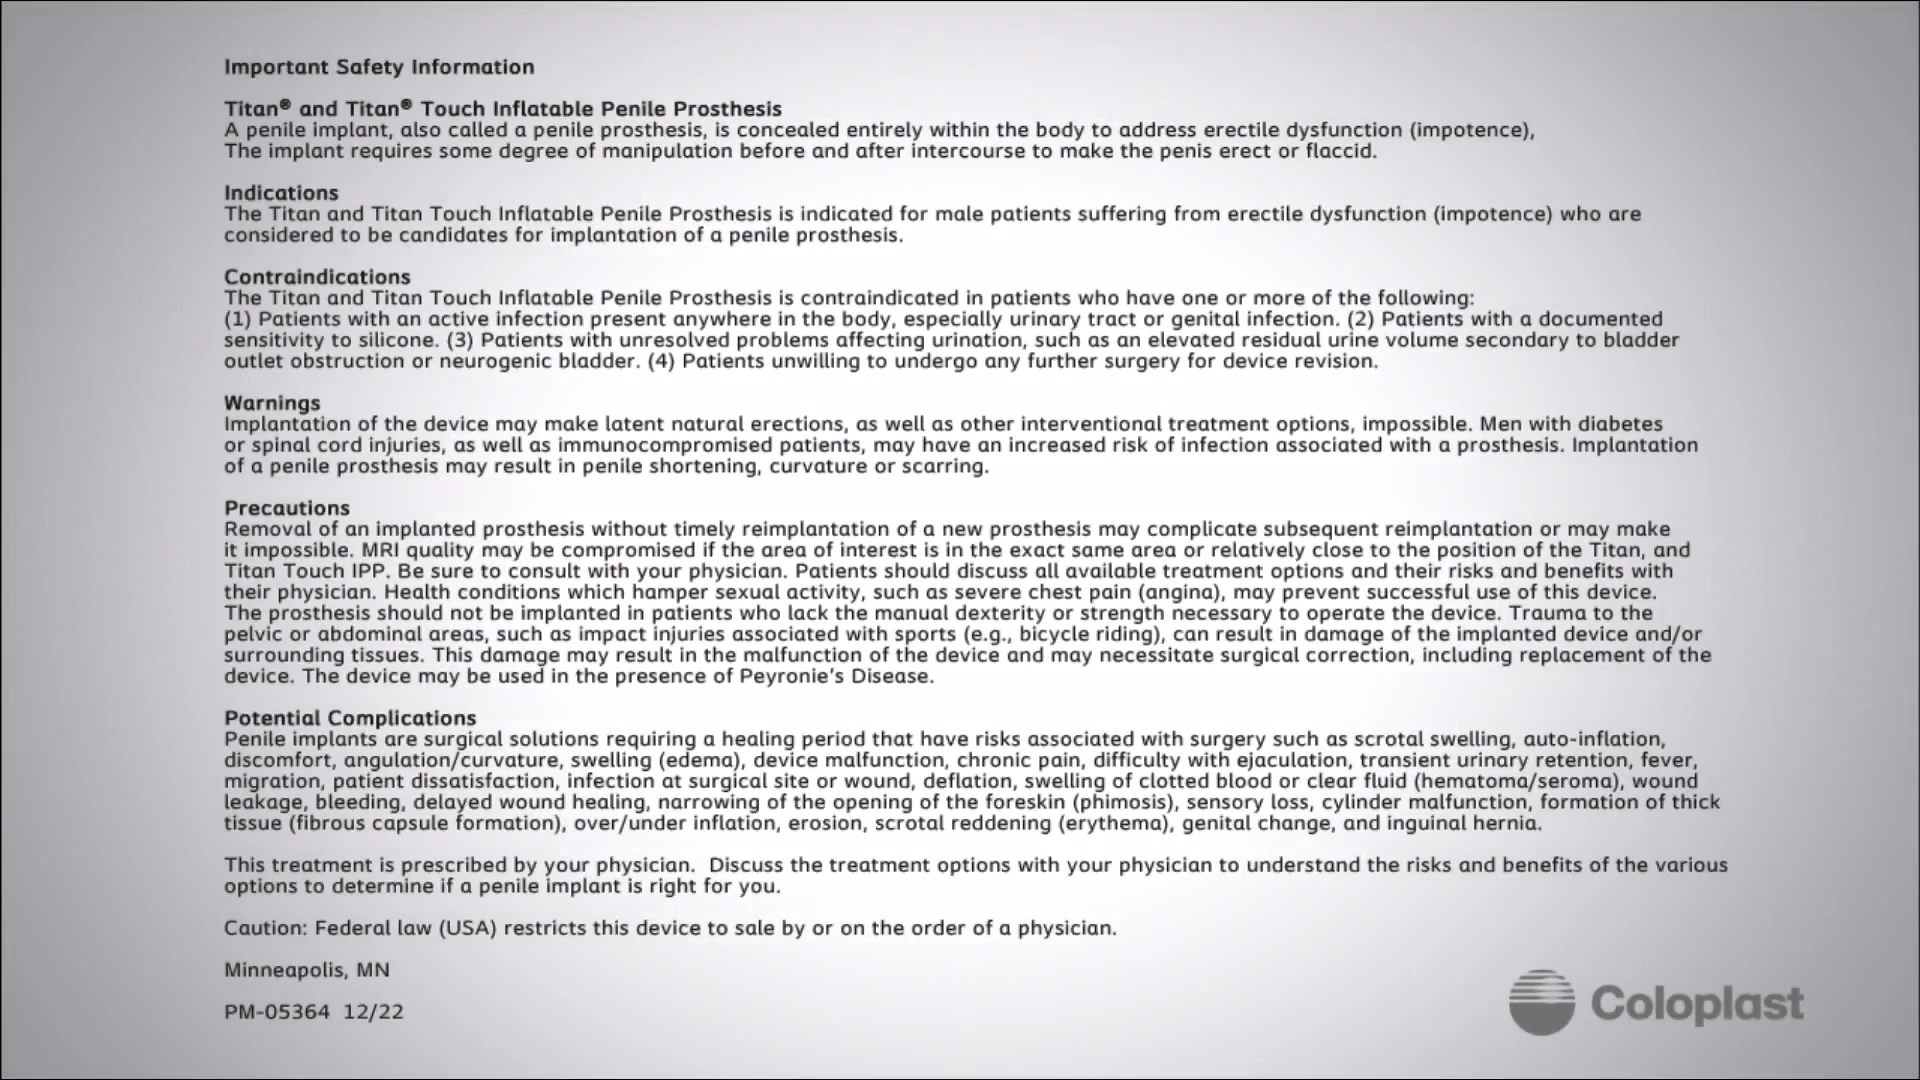 Important Safety Information
Titan® and Titan® Touch Inflatable Penile Prosthesis
A penile implant, also called a penile prosthesis, is concealed entirely within the body to address erectile dysfunction (impotence),
The implant requires some degree of manipulation before and after intercourse to make the penis erect or flaccid.
Indications
The Titan and Titan Touch Inflatable Penile Prosthesis is indicated for male patients suffering from erectile dysfunction (impotence) who are
considered to be candidates for implantation of a penile prosthesis.
Contraindications
The Titan and Titan Touch Inflatable Penile Prosthesis is contraindicated in patients who have one or more of the following:
(1) Patients with an active infection present anywhere in the body, especially urinary tract or genital infection. (2) Patients with a documented
sensitivity to silicone. (3) Patients with unresolved problems affecting urination, such as an elevated residual urine volume secondary to bladder
outlet obstruction or neurogenic bladder. (4) Patients unwilling to undergo any further surgery for device revision.
Warnings
Implantation of the device may make latent natural erections, as well as other interventional treatment options, impossible. Men with diabetes
or spinal cord injuries, as well as immunocompromised patients, may have an increased risk of infection associated with a prosthesis. Implantation
of a penile prosthesis may result in penile shortening, curvature or scarring.
Precautions
Removal of an implanted prosthesis without timely reimplantation of a new prosthesis may complicate subsequent reimplantation or may make
it impossible. MRI quality may be compromised if the area of interest is in the exact same area or relatively close to the position of the Titan, and
Titan Touch IPP. Be sure to consult with your physician. Patients should discuss all available treatment options and their risks and benefits with
their physician. Health conditions which hamper sexual activity, such as severe chest pain (angina), may prevent successful use of this device.
The prosthesis should not be implanted in patients who lack the manual dexterity or strength necessary to operate the device. Trauma to the
pelvic or abdominal areas, such as impact injuries associated with sports (e.g., bicycle riding), can result in damage of the implanted device and/or
surrounding tissues. This damage may result in the malfunction of the device and may necessitate surgical correction, including replacement of the
device. The device may be used in the presence of Peyronie's Disease.
Potential Complications
Penile implants are surgical solutions requiring a healing period that have risks associated with surgery such as scrotal swelling, auto-inflation,
discomfort, angulation/curvature, swelling (edema), device malfunction, chronic pain, difficulty with ejaculation, transient urinary retention, fever,
migration, patient dissatisfaction, infection at surgical site or wound, deflation, swelling of clotted blood or clear fluid (hematoma/seroma), wound
leakage, bleeding, delayed wound healing, narrowing of the opening of the foreskin (phimosis), sensory loss, cylinder malfunction, formation of thick
tissue (fibrous capsule formation), over/under inflation, erosion, scrotal reddening (erythema), genital change, and inguinal hernia.
This treatment is prescribed by your physician.  Discuss the treatment options with your physician to understand the risks and benefits of the various
options to determine if a penile implant is right for you.
Caution: Federal law (USA) restricts this device to sale by or on the order of a physician.
Minneapolis, MN
PM-05364 12/22
Coloplast